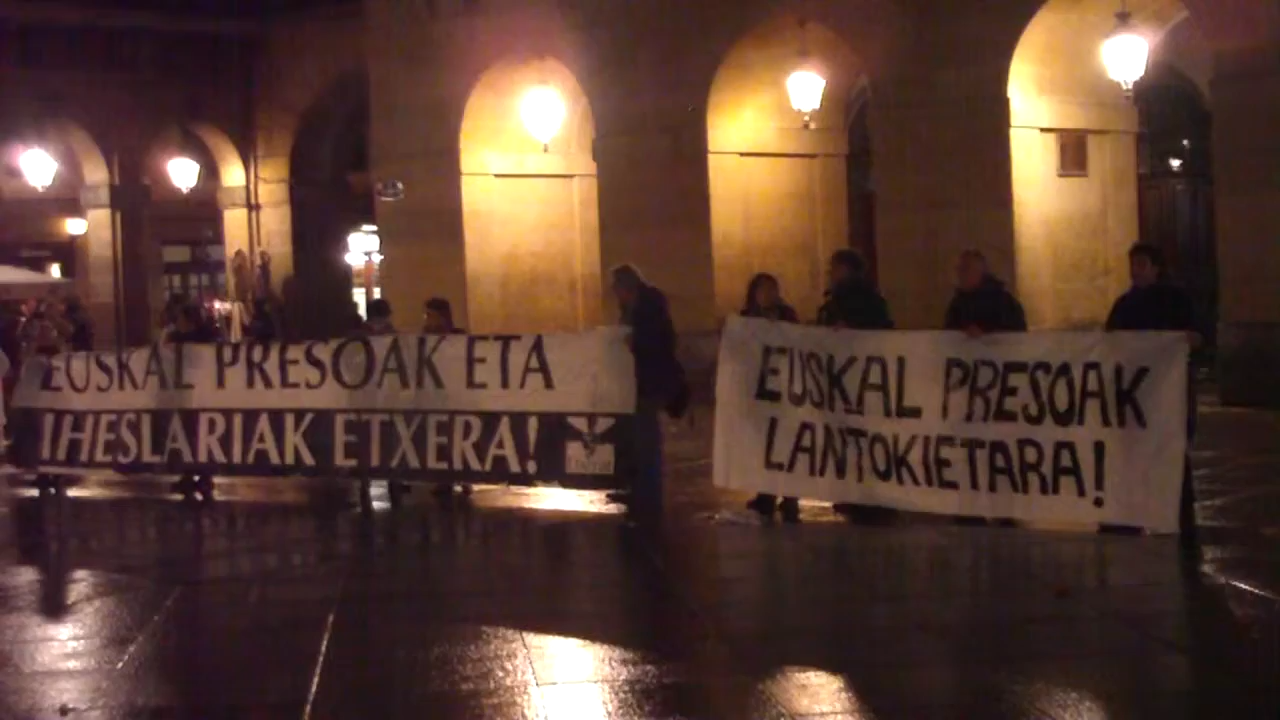 EUSKAL PRESOAK ETA
IHESLARIAK ETXERA!
EUSKAL PRESOAK
LANTOKIETARA!